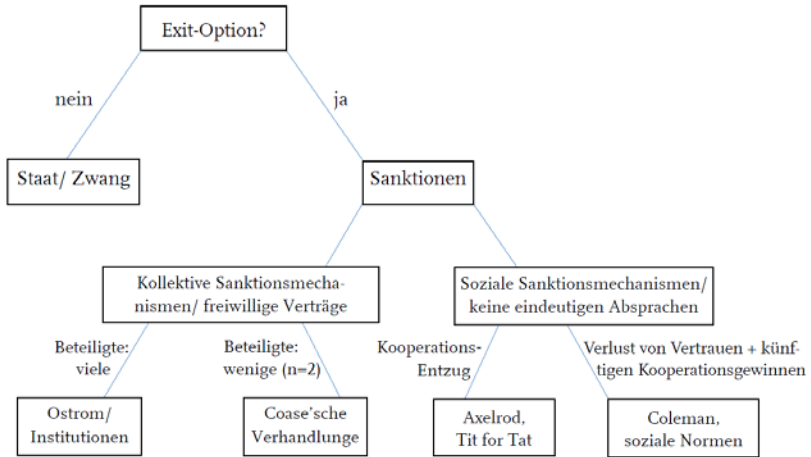 Exit-Option?
nein
ja
Staat/ Zwang
Sanktionen
Kollektive Sanktionsmecha-
nismen/ freiwillige Verträge
Soziale Sanktionsmechanismen/
keine eindeutigen Absprachen
Beteiligte:
viele
Beteiligte:
wenige (n=2)
Kooperations-
Entzug
Verlust von Vertrauen + künf-
tigen Kooperationsgewinnen
Ostrom/
Institutionen
Coase'sche
Verhandlunge
Axelrod,
Tit for Tat
Coleman,
soziale Normen